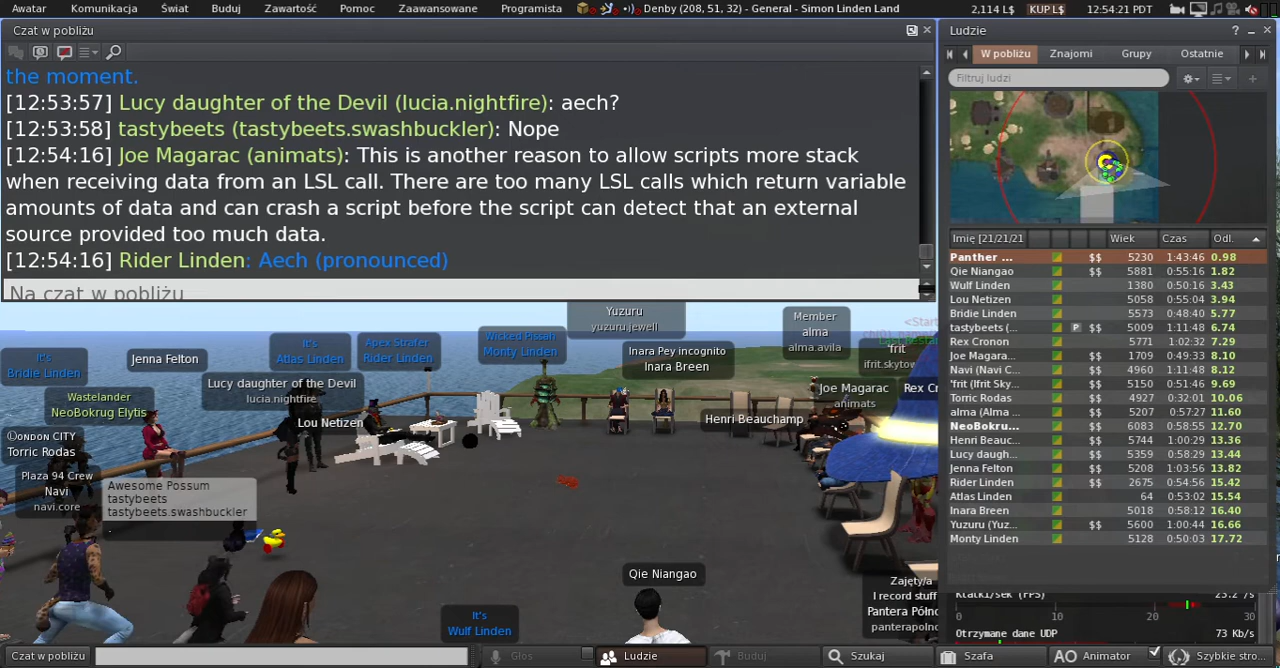 Awatar Komunikacja Świat Buduj Zawartość Pomoc Zaawansowane Programista Denby (208, 51, 32) - General - Simon Linden Land 2,114 L$ KUP L$ 12:54:21 PDT
Czat w pobliżu
the moment.
[12:53:57] Lucy daughter of the Devil (lucia.nightfire): aech?
[12:53:58] tastybeets (tastybeets.swashbuckler): Nope
[12:54:16] Joe Magarac (animats): This is another reason to allow scripts more stack
when receiving data from an LSL call. There are too many LSL calls which return variable
amounts of data and can crash a script before the script can detect that an external
source provided too much data.
[12:54:16] Rider Linden: Aech (pronounced)
Na czat w pobliżu
Ludzie
W pobliżu Znajomi Grupy Ostatnie
Filtruj ludzi
Imię [21/21/21 Wiek Czas Odl.
Panther ... $$ 5230 1:43:46 0.98
Qie Niangao $$ 5881 0:55:16 1.82
Wulf Linden 1380 0:50:16 3.43
Lou Netizen 5058 0:55:04 3.94
Bridie Linden 5573 0:48:40 5.77
tastybeets (... P $$ 5009 1:11:48 6.74
Rex Cronon 5771 1:02:32 7.29
Joe Magara... $$ 1709 0:49:33 8.10
Navi (Navi C... $$ 4960 1:11:48 8.12
'frit (Ifrit Sky... $$ 5150 0:51:46 9.69
Torric Rodas $$ 4927 0:32:01 10.06
alma (Alma ... $$ 5207 0:57:27 11.60
NeoBokru... $$ 6083 0:58:55 12.70
Henri Beauc... $$ 5744 1:00:29 13.36
Lucy daugh... $$ 5359 0:58:29 13.44
Jenna Felton $$ 5208 1:03:56 13.82
Rider Linden $$ 2675 0:54:56 15.42
Atlas Linden 64 0:53:02 15.54
Inara Breen 5018 0:58:12 16.40
Yuzuru (Yuz... $$ 5600 1:00:44 16.66
Monty Linden 5128 0:50:03 17.72
Klatki/sek (FPS) 23.2 /s
0 10 20 30
Otrzymane dane UDP 73 Kb/s
It's
Bridie Linden
Jenna Felton
It's
Atlas Linden
Apex Strafer
Rider Linden
Wicked Pissah
Monty Linden
Yuzuru
yuzuru.jewell
Inara Pey incognito
Inara Breen
Member
alma
alma.avila
'frit
ifrit.skytow
Wastelander
NeoBokrug Elytis
Lucy daughter of the Devil
lucia.nightfire
Lou Netizen
Henri Beauchamp
Joe Magarac
animats
Rex Cr
LONDON CITY
Torric Rodas
Plaza 94 Crew
Navi
navi.core
Awesome Possum
tastybeets
tastybeets.swashbuckler
Qie Niangao
It's
Wulf Linden
Zajęty/a
I record stuff
Pantera Półno
panterapolno
Czat w pobliżu Głos Ludzie Buduj Szukaj Szafa AO Animator Szybkie stro...